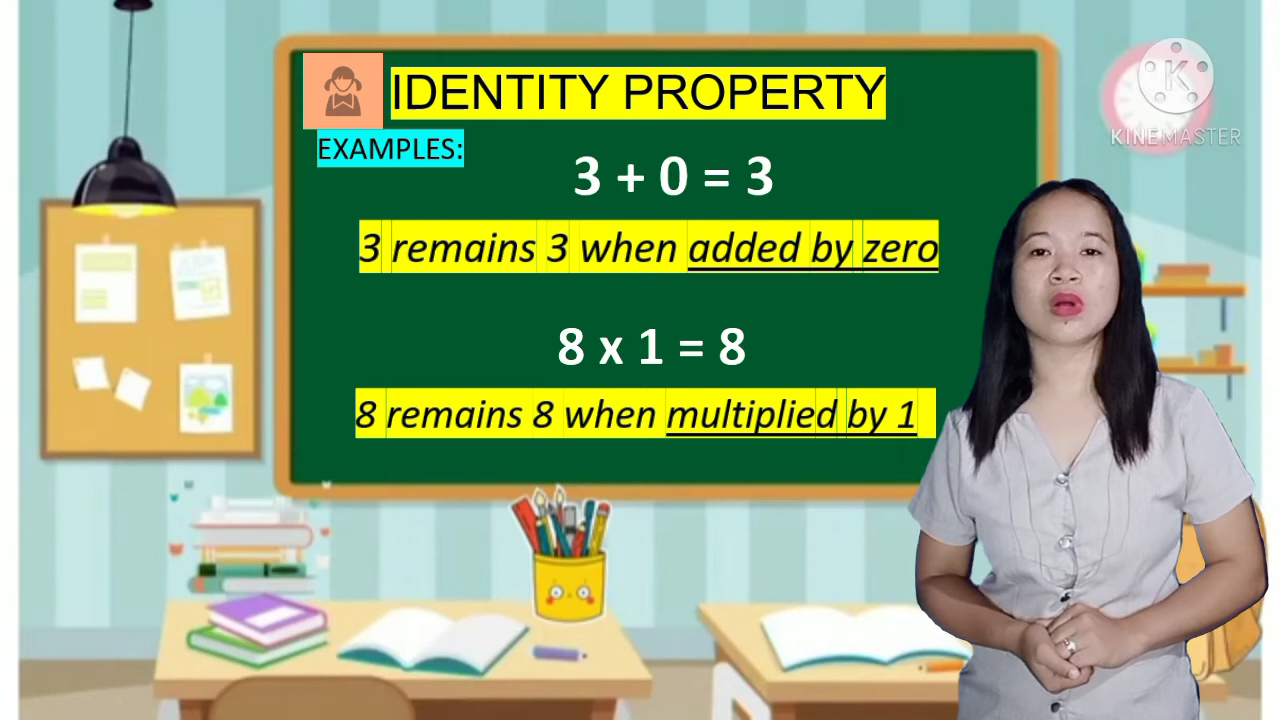 IDENTITY PROPERTY
EXAMPLES:
3 + 0 = 3
3 remains 3 when added by zero
8 x 1 = 8
8 remains 8 when multiplied by 1
K
KINEMASTER